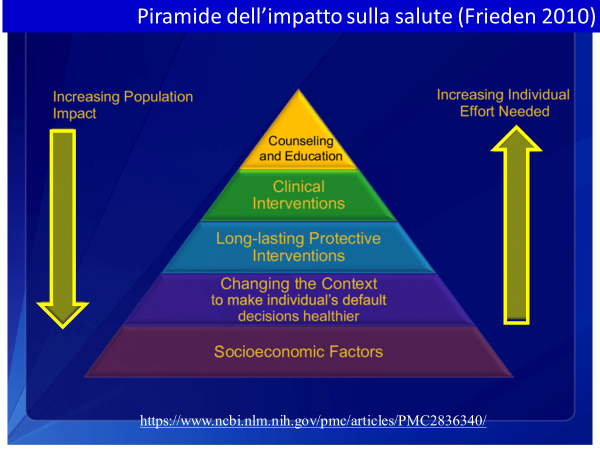 Piramide dell’impatto sulla salute (Frieden 2010)
Increasing Population
Impact
Increasing Individual
Effort Needed
Counseling
and Education
Clinical
Interventions
Long-lasting Protective
Interventions
Changing the Context
to make individual’s default
decisions healthier
Socioeconomic Factors
https://www.ncbi.nlm.nih.gov/pmc/articles/PMC2836340/